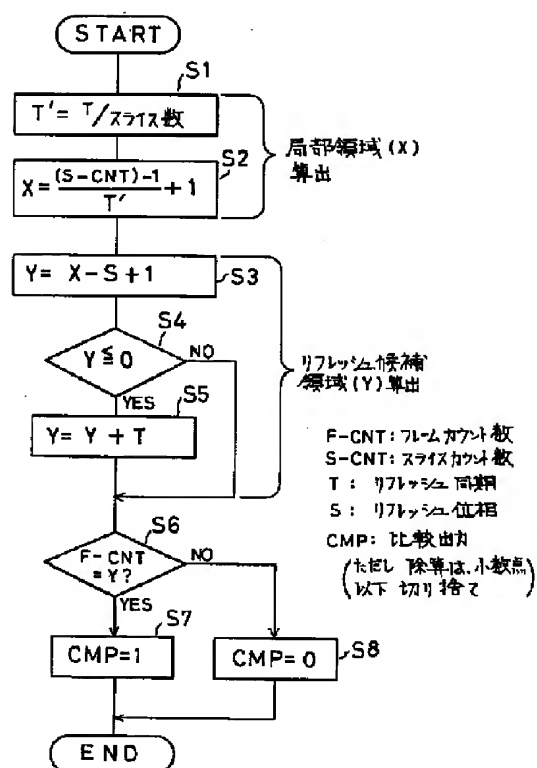 START
S1
T'= T/スライス数
S2
X= (S-CNT)-1 / T' +1
局部領域(X)
算出
Y= X-S+1
S3
S4
Y≦0
NO
YES
S5
Y= Y+T
リフレッシュ候補
領域(Y)算出
F-CNT: フレームカウント数
S-CNT: スライスカウント数
T: リフレッシュ周期
S: リフレッシュ位相
CMP: 比較出力
(ただし 除算は、小数点
以下 切り捨て)
S6
F-CNT
=Y?
NO
YES
S7
CMP=1
CMP=0
S8
END